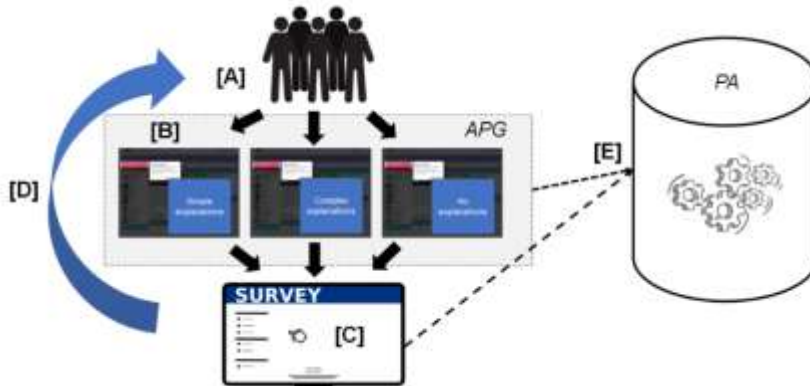 [A]
PA
[B]
APG
[E]
Simple
explanations
Complex
explanations
No
explanations
[D]
SURVEY
[C]